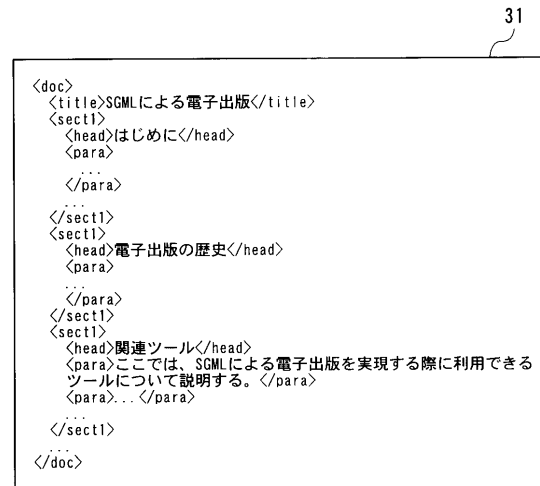 31
<doc>
<title>SGMLによる電子出版</title>
<sect1>
<head>はじめに</head>
<para>
...
</para>
...
</sect1>
<sect1>
<head>電子出版の歴史</head>
<para>
...
</para>
</sect1>
<sect1>
<head>関連ツール</head>
<para>ここでは、SGMLによる電子出版を実現する際に利用できる
ツールについて説明する。</para>
<para>...</para>
...
</sect1>
...
</doc>